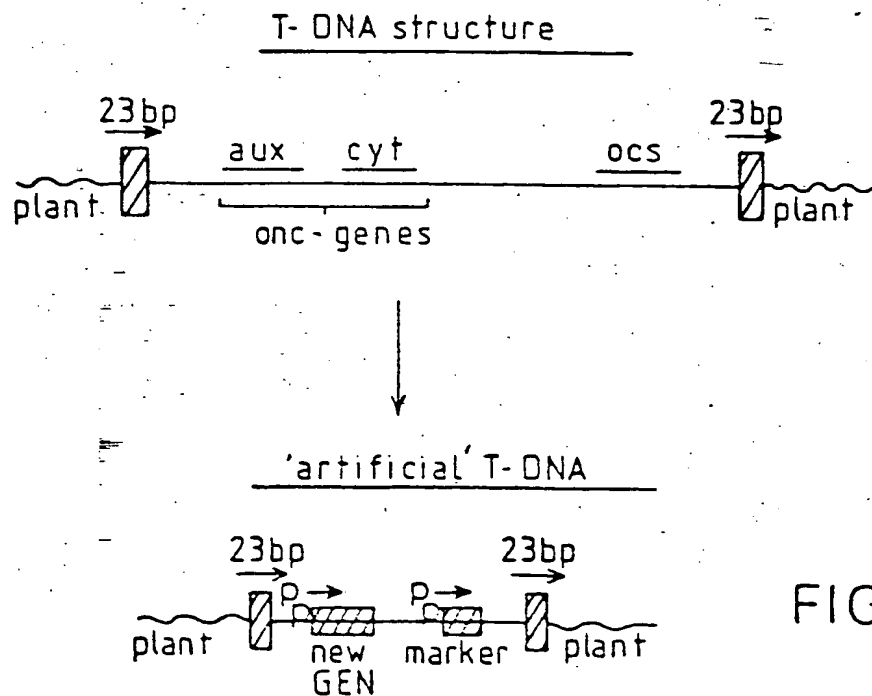 T-DNA structure
23bp
23bp
aux
cyt
ocs
plant
plant
onc-genes
'artificial' T-DNA
23bp
23bp
P
P
plant
new
GEN
marker
plant
FIG